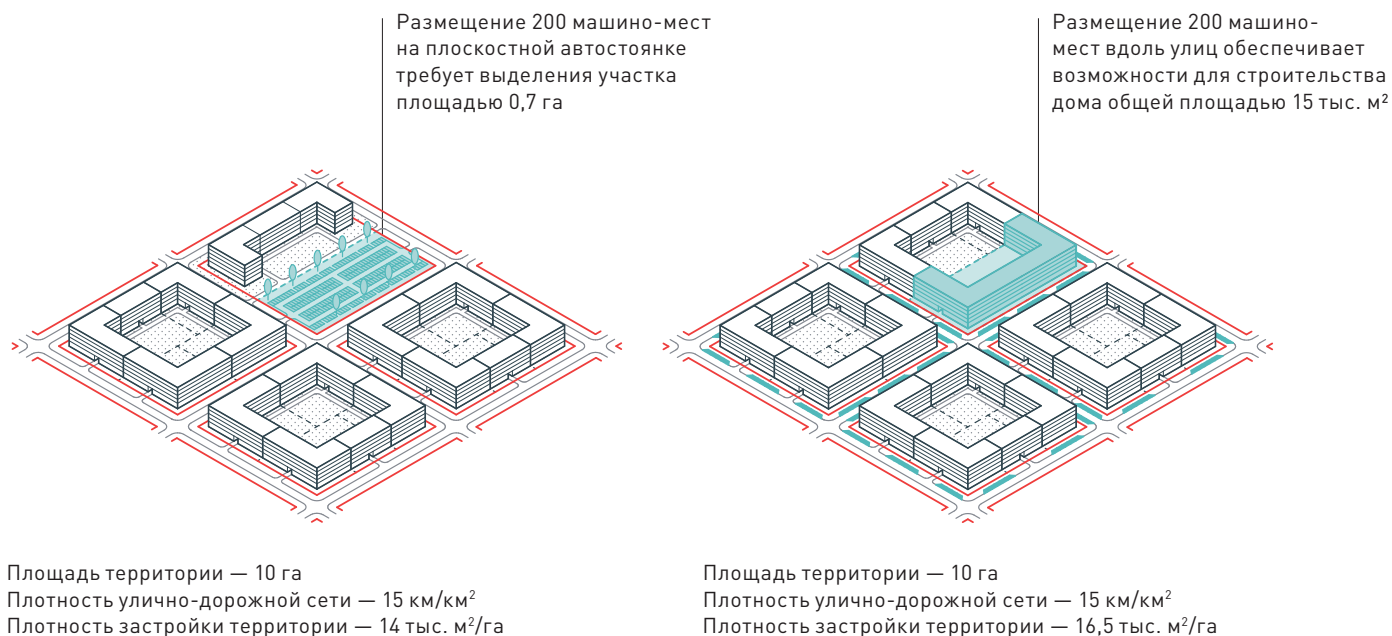 Размещение 200 машино-мест
на плоскостной автостоянке
требует выделения участка
площадью 0,7 га
Размещение 200 машино-
мест вдоль улиц обеспечивает
возможности для строительства
дома общей площадью 15 тыс. м²
Площадь территории — 10 га
Плотность улично-дорожной сети — 15 км/км²
Плотность застройки территории — 14 тыс. м²/га
Площадь территории — 10 га
Плотность улично-дорожной сети — 15 км/км²
Плотность застройки территории — 16,5 тыс. м²/га